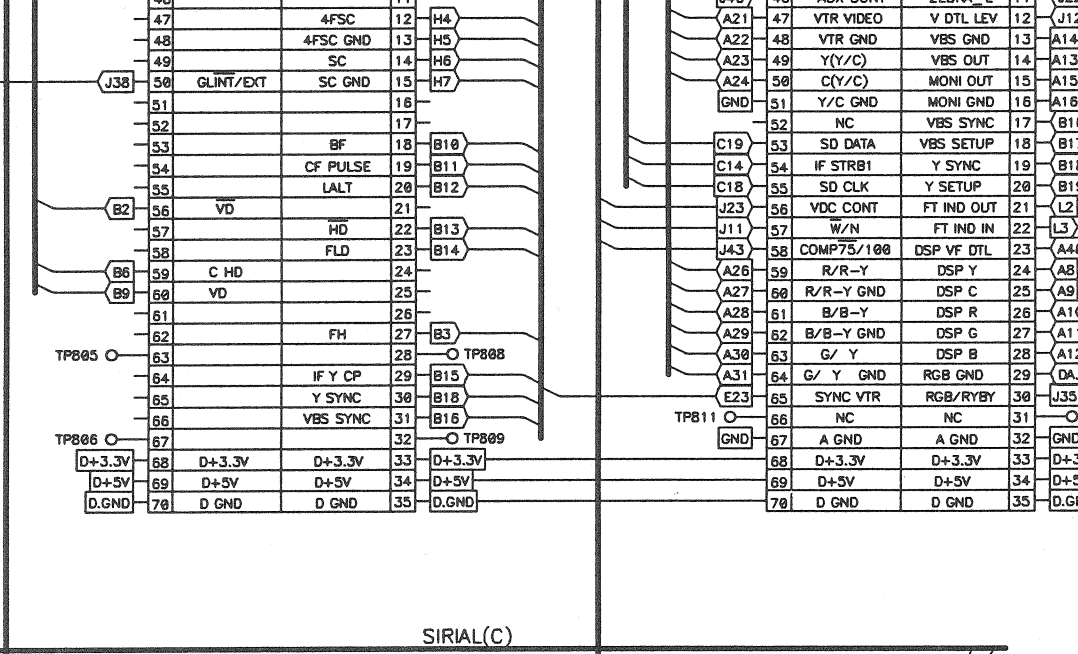 47 4FSC 12 H4 A21 47 VTR VIDEO V DTL LEV 12
48 4FSC GND 13 H5 A22 48 VTR GND VBS GND 13 A14
49 SC 14 H6 A23 49 Y(Y/C) VBS OUT 14 A13
J38 50 GLINT/EXT SC GND 15 H7 A24 50 C(Y/C) MONI OUT 15 A15
51 16 GND 51 Y/C GND MONI GND 16 A16
52 17 52 NC VBS SYNC 17
53 BF 18 B10 C19 53 SD DATA VBS SETUP 18
54 CF PULSE 19 B11 C14 54 IF STRB1 Y SYNC 19
55 LALT 20 B12 C18 55 SD CLK Y SETUP 20
B2 56 VD 21 J23 56 VDC CONT FT IND OUT 21 L2
57 HD 22 B13 J11 57 W/N FT IND IN 22 L3
58 FLD 23 B14 J43 58 COMP75/100 DSP VF DTL 23
B6 59 C HD 24 A26 59 R/R-Y DSP Y 24 A8
B9 60 VD 25 A27 60 R/R-Y GND DSP C 25 A9
61 26 A28 61 B/B-Y DSP R 26
62 FH 27 B3 A29 62 B/B-Y GND DSP G 27
TP805 63 28 TP808 A30 63 G/ Y DSP B 28
64 IF Y CP 29 B15 A31 64 G/ Y GND RGB GND 29
65 Y SYNC 30 B18 E23 65 SYNC VTR RGB/RYBY 30 J35
66 VBS SYNC 31 B16 TP811 66 NC NC 31
TP806 67 32 TP809 GND 67 A GND A GND 32 GND
D+3.3V 68 D+3.3V D+3.3V 33 D+3.3V 68 D+3.3V D+3.3V 33
D+5V 69 D+5V D+5V 34 D+5V 69 D+5V D+5V 34
D.GND 70 D GND D GND 35 D.GND 70 D GND D GND 35
SIRIAL(C)